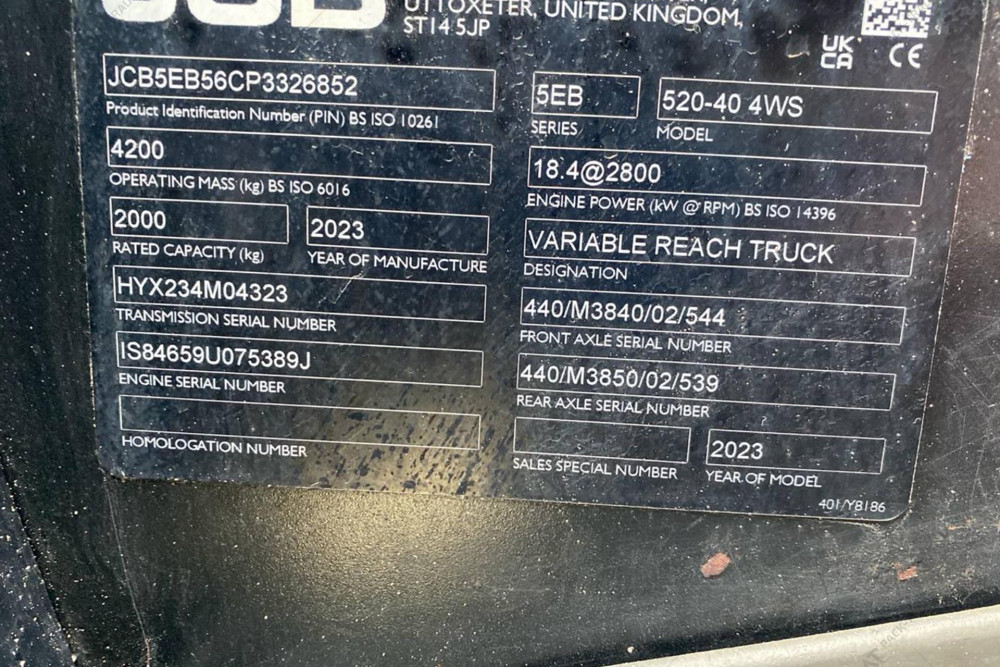 JCB
UTTOXETER, UNITED KINGDOM,
ST14 5JP
UK
CA
CE
JCB5EB56CP3326852
Product Identification Number (PIN) BS ISO 10261
4200
OPERATING MASS (kg) BS ISO 6016
2000
RATED CAPACITY (kg)
2023
YEAR OF MANUFACTURE
HYX234M04323
TRANSMISSION SERIAL NUMBER
IS84659U075389J
ENGINE SERIAL NUMBER
HOMOLOGATION NUMBER
5EB
SERIES
520-40 4WS
MODEL
18.4@2800
ENGINE POWER (kW @ RPM) BS ISO 14396
VARIABLE REACH TRUCK
DESIGNATION
440/M3840/02/544
FRONT AXLE SERIAL NUMBER
440/M3850/02/539
REAR AXLE SERIAL NUMBER
SALES SPECIAL NUMBER
2023
YEAR OF MODEL
401/Y8186